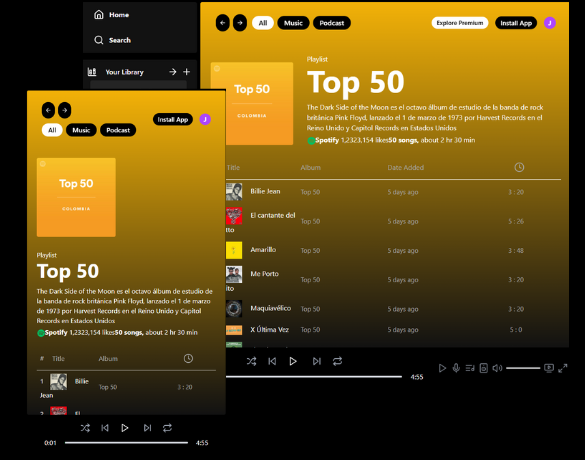 Home
Search
Your Library
All
Music
Podcast
Explore Premium
Install App
J
Top 50
COLOMBIA
Playlist
Top 50
The Dark Side of the Moon es el octavo álbum de estudio de la banda de rock
británica Pink Floyd, lanzado el 1 de marzo de 1973 por Harvest Records en el
Reino Unido y Capitol Records en Estados Unidos
Spotify 1,2323,154 likes50 songs, about 2 hr 30 min
Title Album Date Added
Billie Jean Top 50 5 days ago 3 : 20
El cantante del
tto Top 50 5 days ago 5 : 26
Amarillo Top 50 5 days ago 3 : 48
Me Porto
ito Top 50 5 days ago 3 : 20
Maquiavélico Top 50 5 days ago 3 : 20
X Última Vez Top 50 5 days ago 5 : 0
4:55
All
Music
Podcast
Install App
J
Top 50
COLOMBIA
Playlist
Top 50
The Dark Side of the Moon es el octavo álbum de estudio de
la banda de rock británica Pink Floyd, lanzado el 1 de marzo
de 1973 por Harvest Records en el Reino Unido y Capitol
Records en Estados Unidos
Spotify 1,2323,154 likes50 songs, about 2 hr 30 min
# Title Album
1 Billie
Jean Top 50 3 : 20
2 El
0:01 4:55